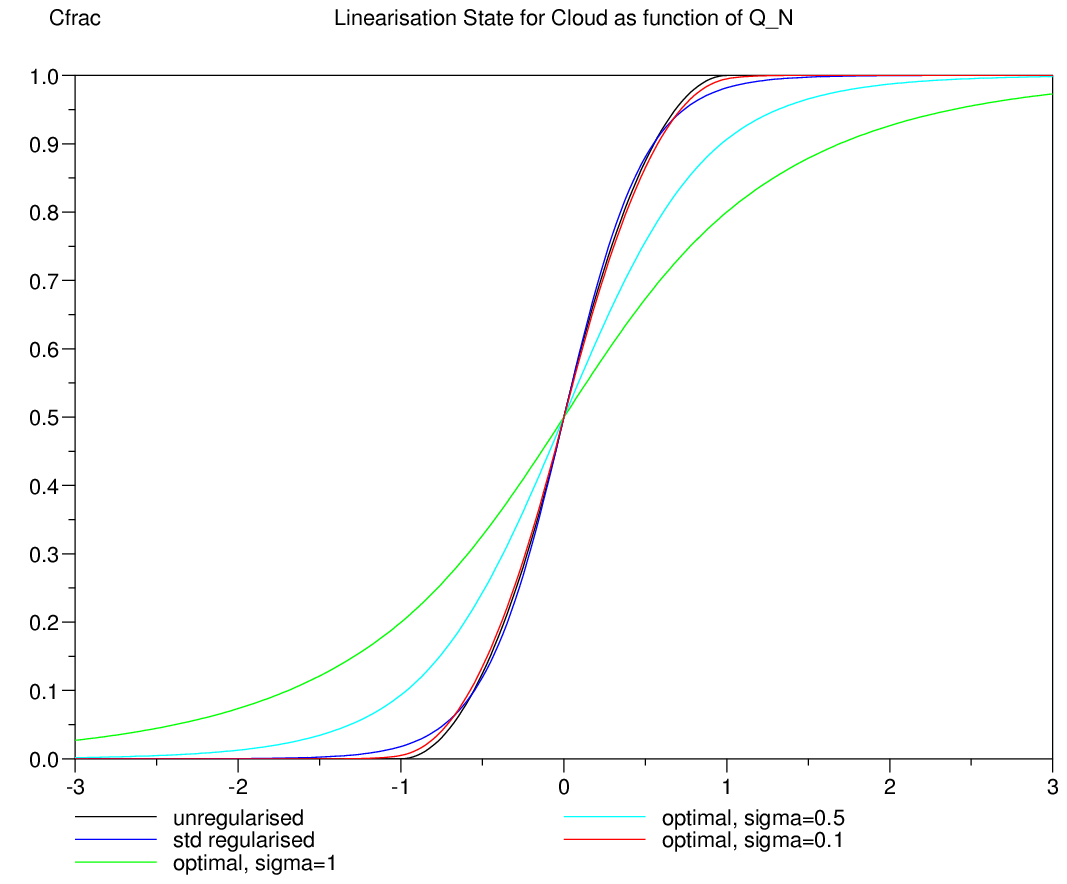 Cfrac Linearisation State for Cloud as function of Q_N
1.0
0.9
0.8
0.7
0.6
0.5
0.4
0.3
0.2
0.1
0.0
-3 -2 -1 0 1 2 3
unregularised optimal, sigma=0.5
std regularised optimal, sigma=0.1
optimal, sigma=1